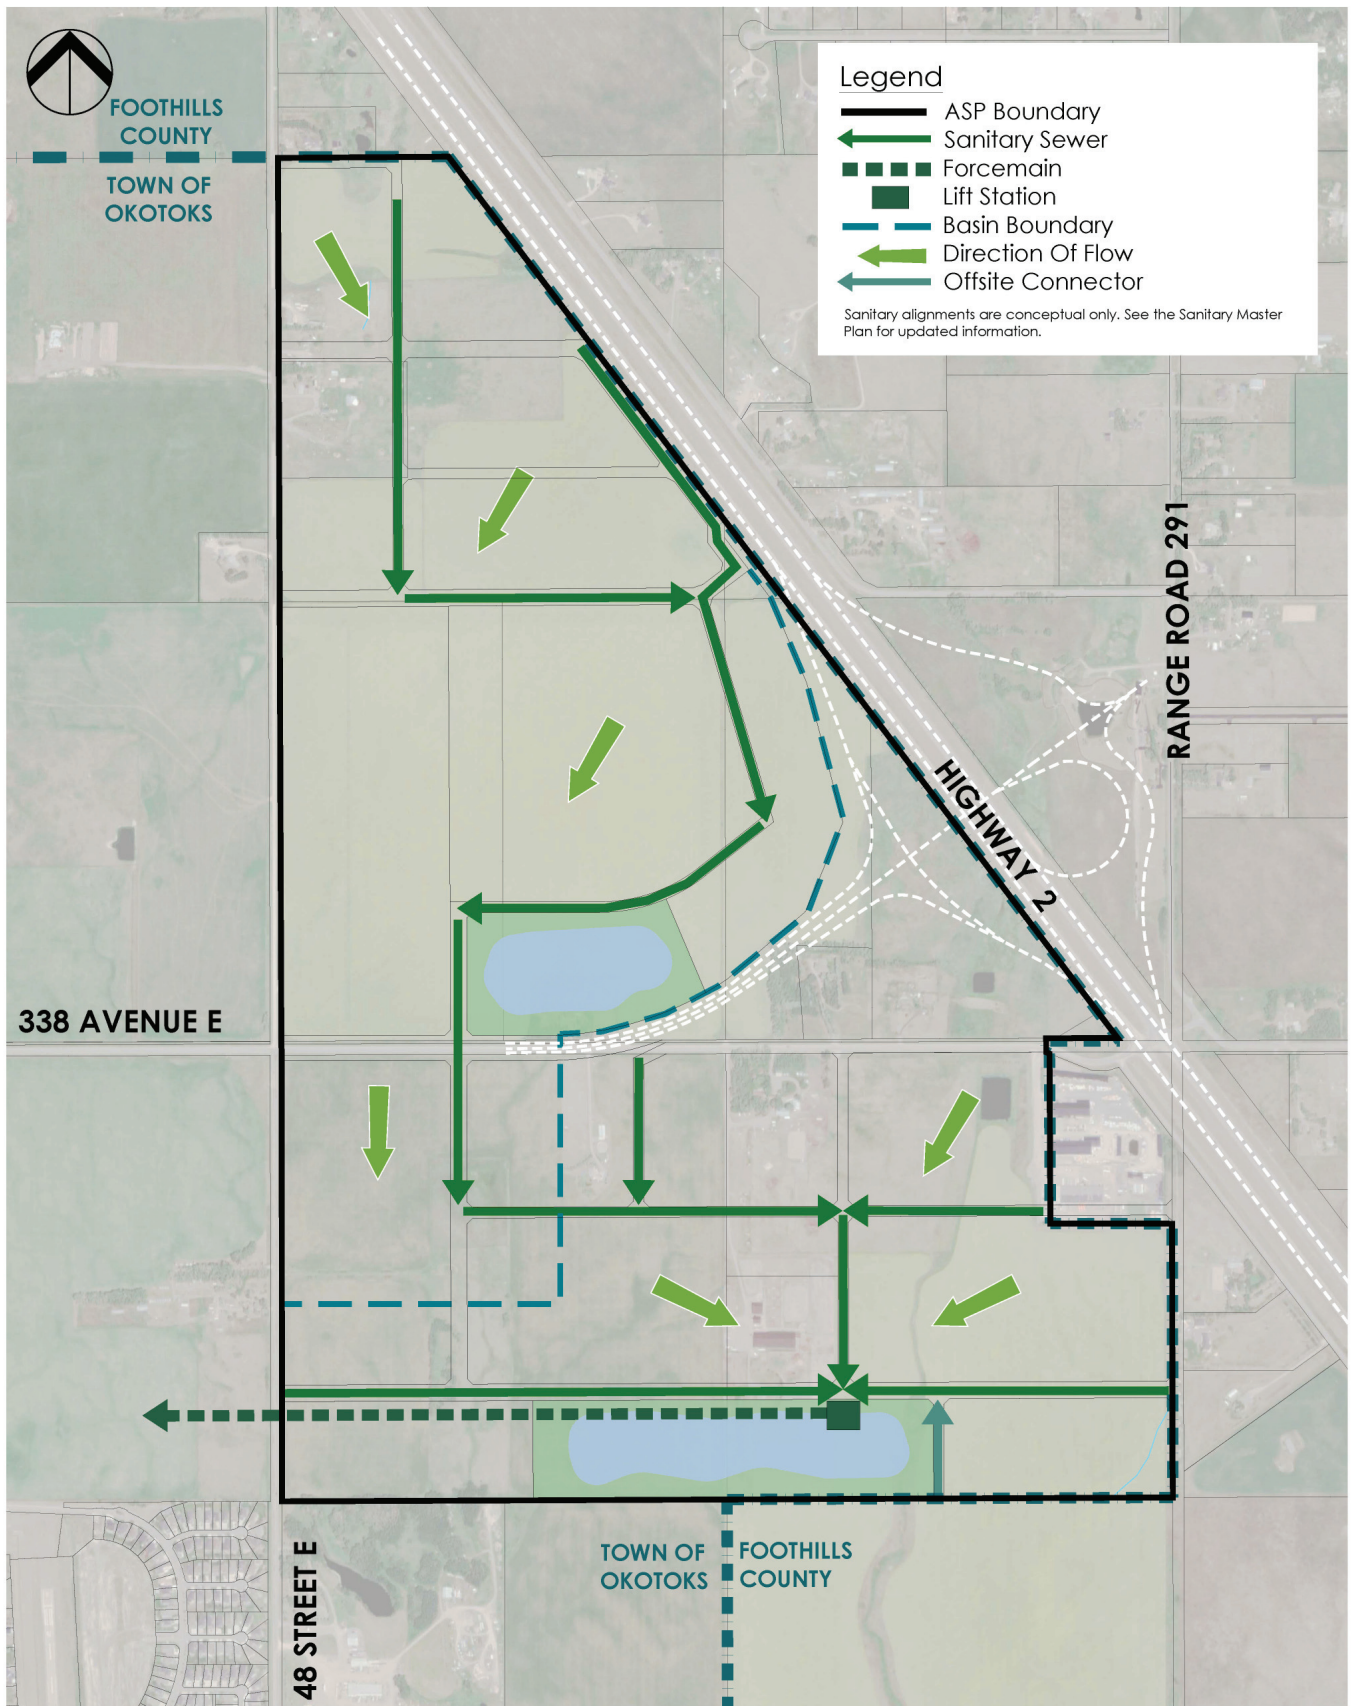 FOOTHILLS
COUNTY
TOWN OF
OKOTOKS
Legend
ASP Boundary
Sanitary Sewer
Forcemain
Lift Station
Basin Boundary
Direction Of Flow
Offsite Connector
Sanitary alignments are conceptual only. See the Sanitary Master
Plan for updated information.
RANGE ROAD 291
HIGHWAY 2
338 AVENUE E
48 STREET E
TOWN OF
OKOTOKS
FOOTHILLS
COUNTY